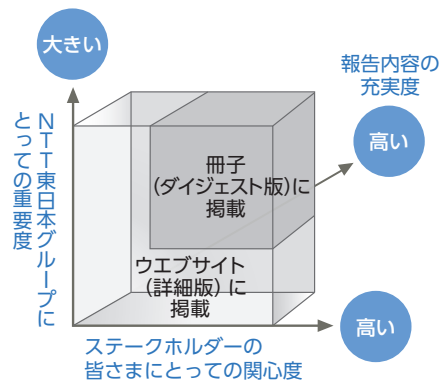 大きい
報告内容の
充実度
高い
NTT東日本グループに
とっての重要度
冊子
(ダイジェスト版)に
掲載
ウエブサイト
(詳細版)に
掲載
高い
ステークホルダーの
皆さまにとっての関心度